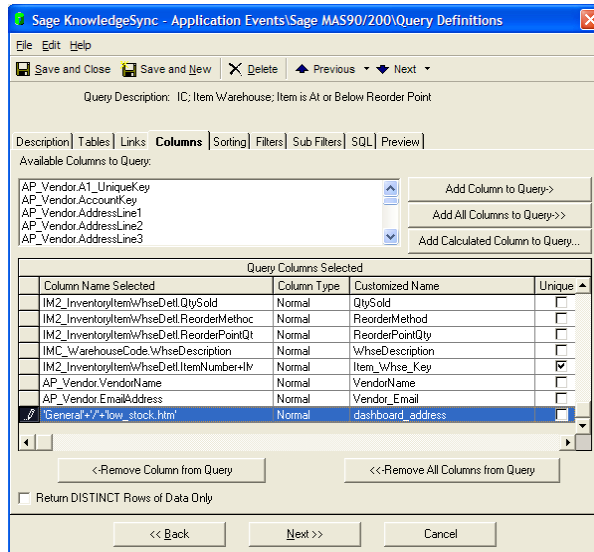 Sage KnowledgeSync - Application Events\Sage MAS90/200\Query Definitions
File Edit Help
Save and Close Save and New Delete Previous Next
Query Description: IC; Item Warehouse; Item is At or Below Reorder Point
Description Tables Links Columns Sorting Filters Sub Filters SQL Preview
Available Columns to Query:
AP_Vendor.A1_UniqueKey
AP_Vendor.AccountKey
AP_Vendor.AddressLine1
AP_Vendor.AddressLine2
AP_Vendor.AddressLine3
Add Column to Query->
Add All Columns to Query->>
Add Calculated Column to Query...
Query Columns Selected
Column Name Selected Column Type Customized Name Unique
IM2_InventoryItemWhseDetl.QtySold Normal QtySold
IM2_InventoryItemWhseDetl.ReorderMethoc Normal ReorderMethod
IM2_InventoryItemWhseDetl.ReorderPointQt Normal ReorderPointQty
IMC_WarehouseCode.WhseDescription Normal WhseDescription
IM2_InventoryItemWhseDetl.ItemNumber+IM Normal Item_Whse_Key
AP_Vendor.VendorName Normal VendorName
AP_Vendor.EmailAddress Normal Vendor_Email
'General'+'/'+'low_stock.htm' Normal dashboard_address
<-Remove Column from Query
<<-Remove All Columns from Query
Return DISTINCT Rows of Data Only
<< Back
Next >>
Cancel